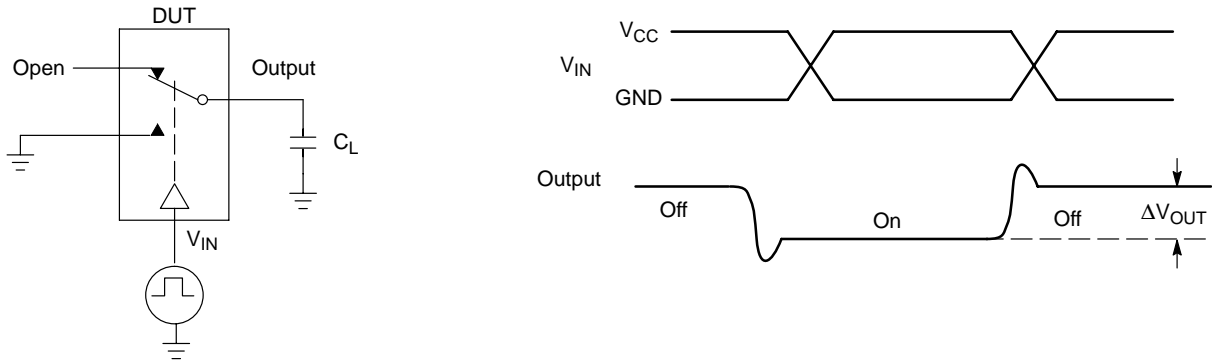 DUT
Open
Output
C_L
V_IN
V_CC
V_IN
GND
Output
Off
On
Off
ΔV_OUT